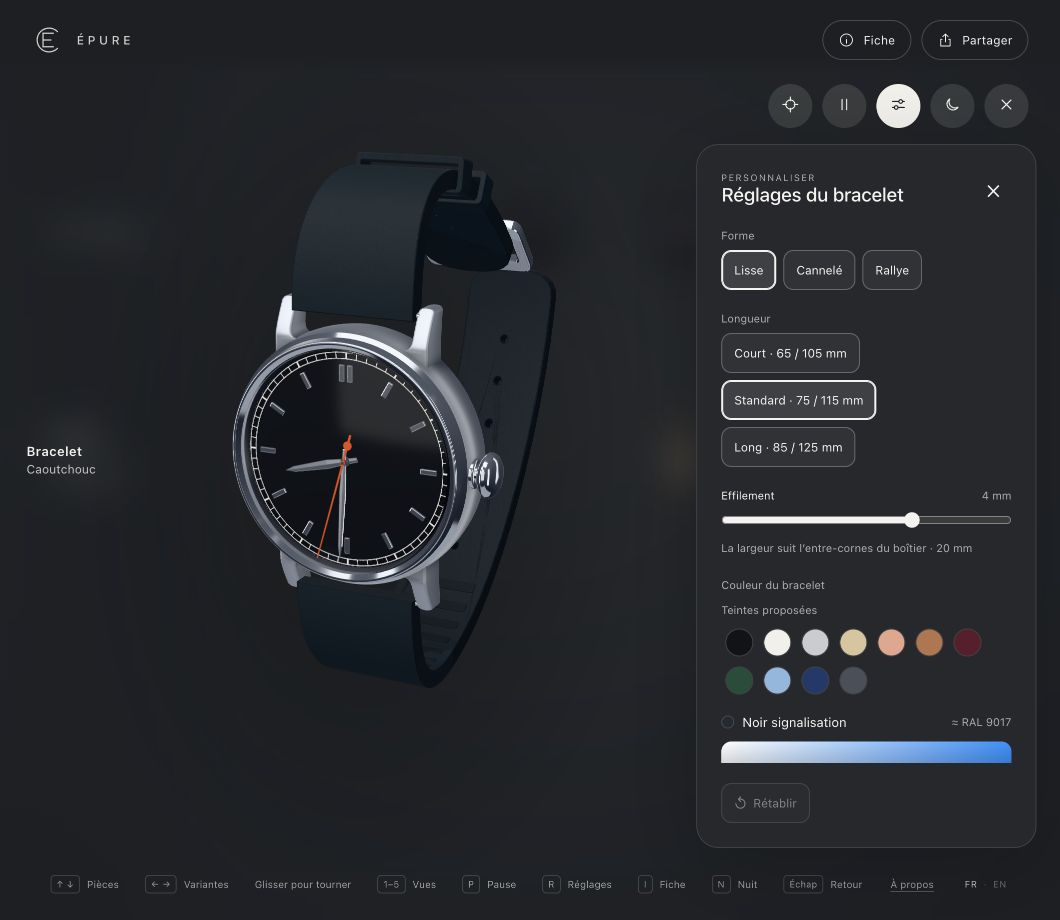 ÉPURE
Fiche
Partager
PERSONNALISER
Réglages du bracelet
Forme
Lisse
Cannelé
Rallye
Longueur
Court · 65 / 105 mm
Standard · 75 / 115 mm
Long · 85 / 125 mm
Bracelet
Caoutchouc
Effilement
4 mm
La largeur suit l'entre-cornes du boîtier · 20 mm
Couleur du bracelet
Teintes proposées
Noir signalisation
≈ RAL 9017
Rétablir
↑ ↓ Pièces
← → Variantes
Glisser pour tourner
1–5 Vues
P Pause
R Réglages
I Fiche
N Nuit
Échap Retour
À propos
FR · EN